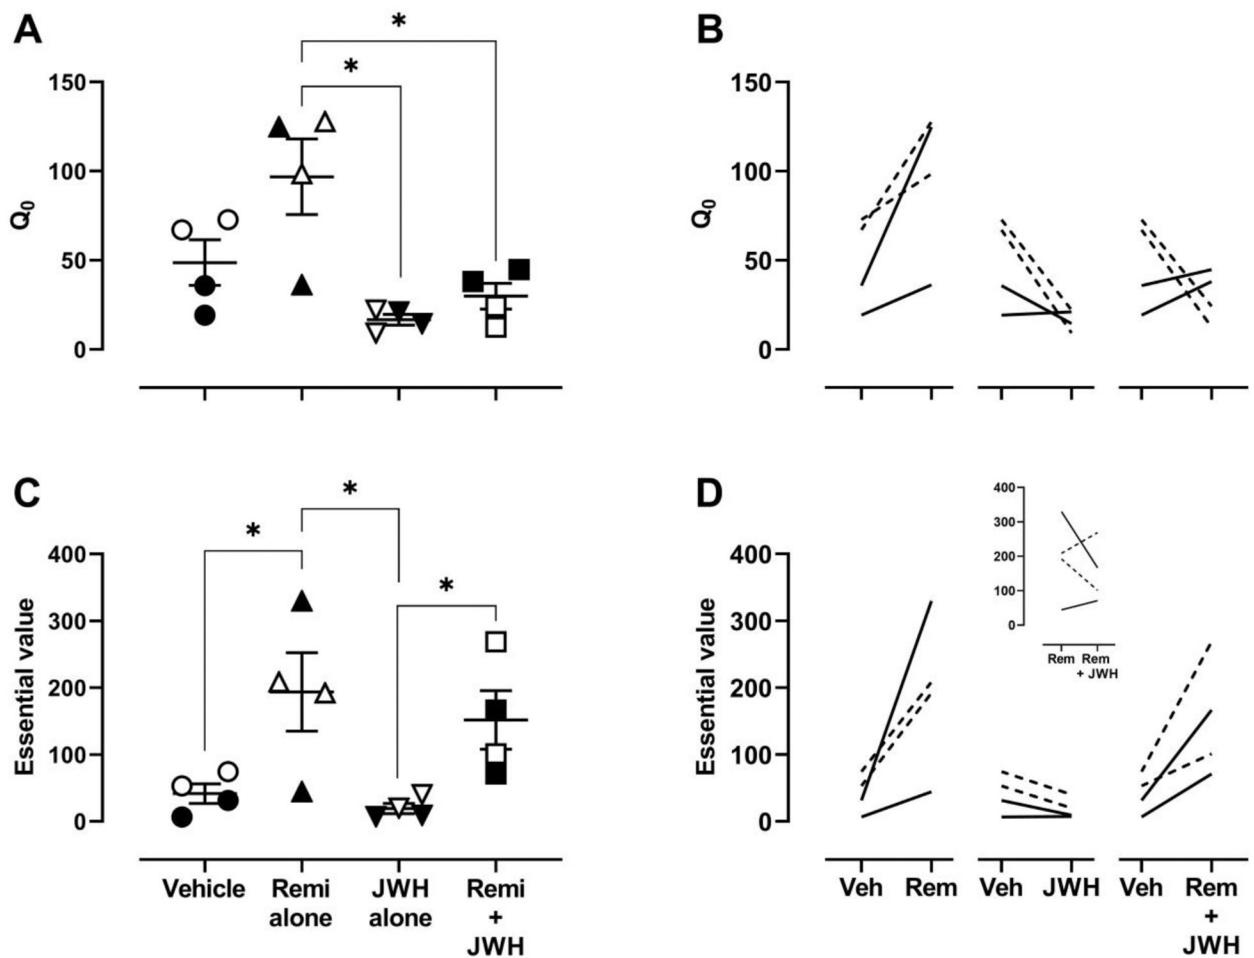 A
B
*
*
150
100
50
0
Q0
150
100
50
0
Q0
C
D
*
*
*
400
300
200
100
0
Essential value
Vehicle
Remi
alone
JWH
alone
Remi
+
JWH
400
300
200
100
0
Essential value
400
300
200
100
0
Rem
Rem
+ JWH
Veh
Rem
Veh
JWH
Veh
Rem
+
JWH